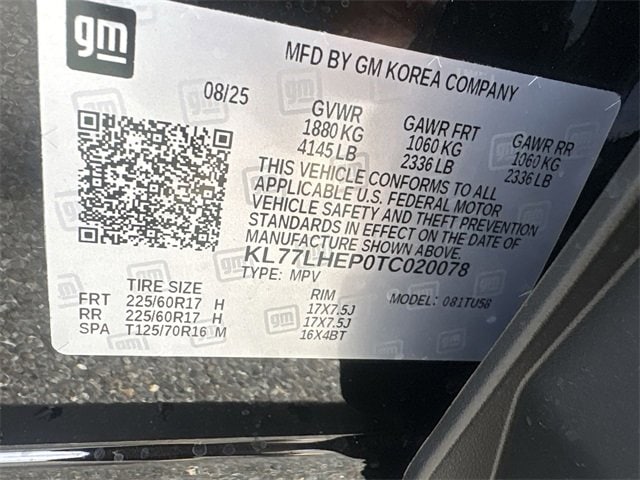 gm
MFD BY GM KOREA COMPANY
08/25
GVWR
1880 KG
4145 LB
GAWR FRT
1060 KG
2336 LB
GAWR RR
1060 KG
2336 LB
THIS VEHICLE CONFORMS TO ALL
APPLICABLE U.S. FEDERAL MOTOR
VEHICLE SAFETY AND THEFT PREVENTION
STANDARDS IN EFFECT ON THE DATE OF
MANUFACTURE SHOWN ABOVE.
KL77LHEP0TC020078
TYPE: MPV
MODEL: 081TU58
TIRE SIZE RIM
FRT 225/60R17 H 17X7.5J
RR 225/60R17 H 17X7.5J
SPA T125/70R16 M 16X4BT